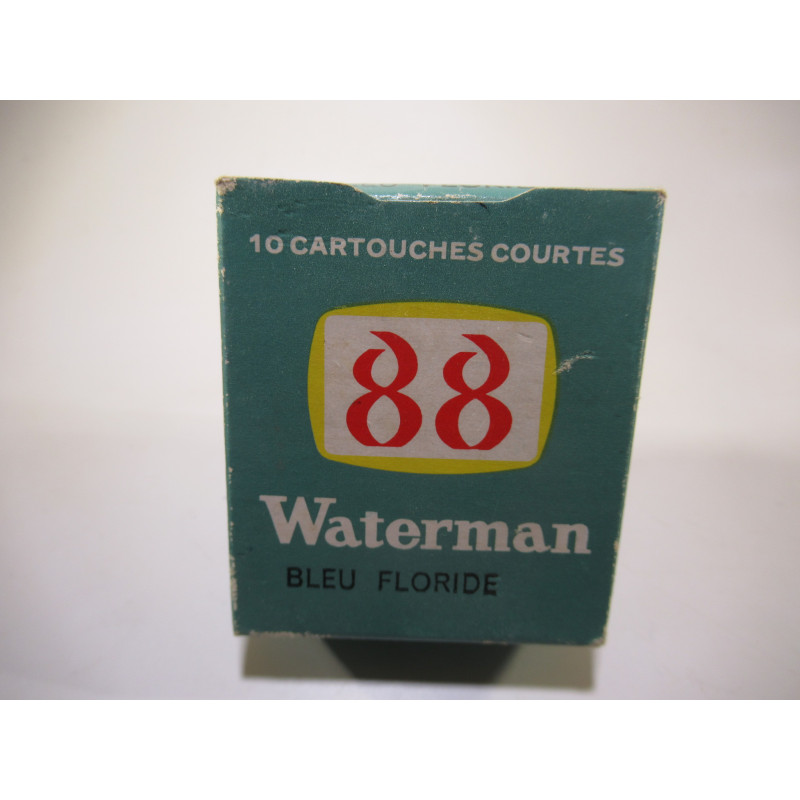 10 CARTOUCHES COURTES
88
Waterman
BLEU FLORIDE